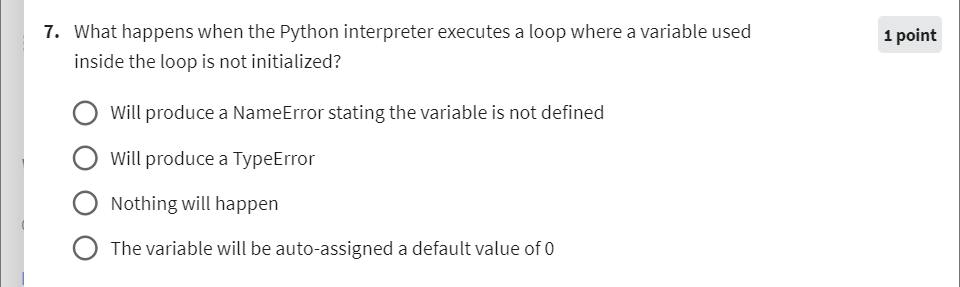 7. What happens when the Python interpreter executes a loop where a variable used
inside the loop is not initialized?
1 point
Will produce a NameError stating the variable is not defined
Will produce a TypeError
Nothing will happen
The variable will be auto-assigned a default value of 0